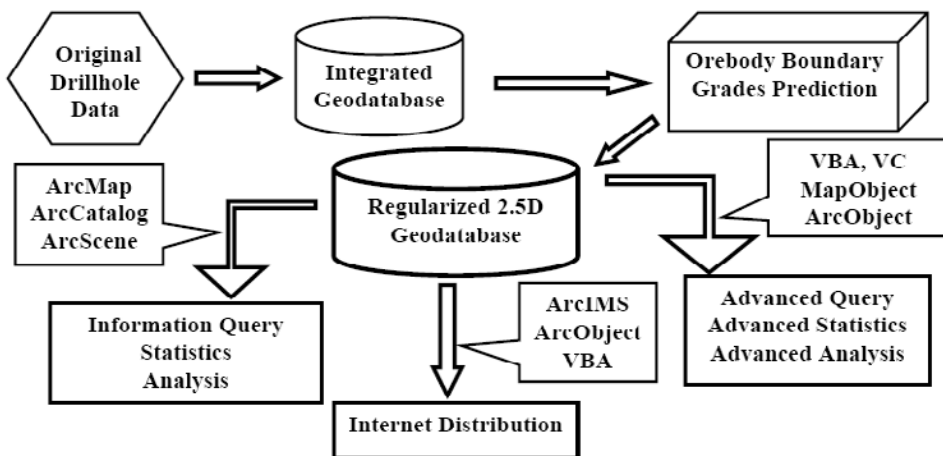 Original
Drillhole
Data
Integrated
Geodatabase
Orebody Boundary
Grades Prediction
ArcMap
ArcCatalog
ArcScene
Regularized 2.5D
Geodatabase
VBA, VC
MapObject
ArcObject
Information Query
Statistics
Analysis
ArcIMS
ArcObject
VBA
Advanced Query
Advanced Statistics
Advanced Analysis
Internet Distribution